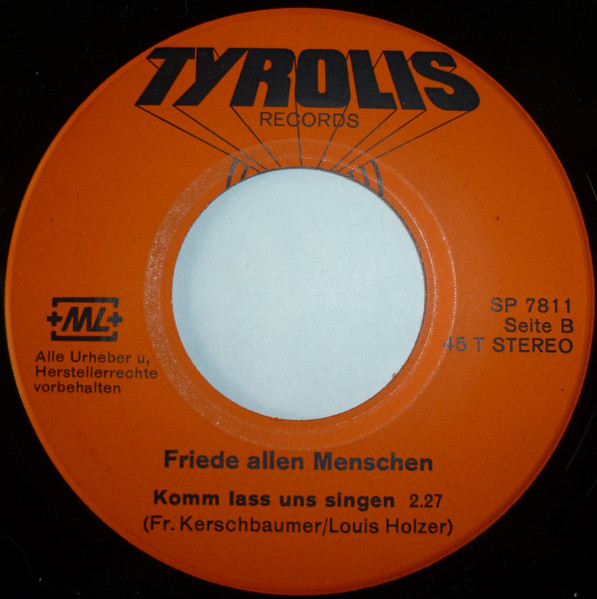 TYROLIS
RECORDS
+ML+
SP 7811
Seite B
45 T STEREO
Alle Urheber u,
Herstellerrechte
vorbehalten
Friede allen Menschen
Komm lass uns singen 2.27
(Fr. Kerschbaumer/Louis Holzer)